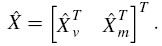 X̂ = [X̂_v^T X̂_m^T]^T.